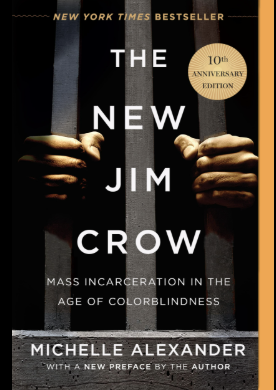 NEW YORK TIMES BESTSELLER
THE
10th
ANNIVERSARY
EDITION
NEW
JIM
CROW
MASS INCARCERATION IN THE
AGE OF COLORBLINDNESS
MICHELLE ALEXANDER
WITH A NEW PREFACE BY THE AUTHOR